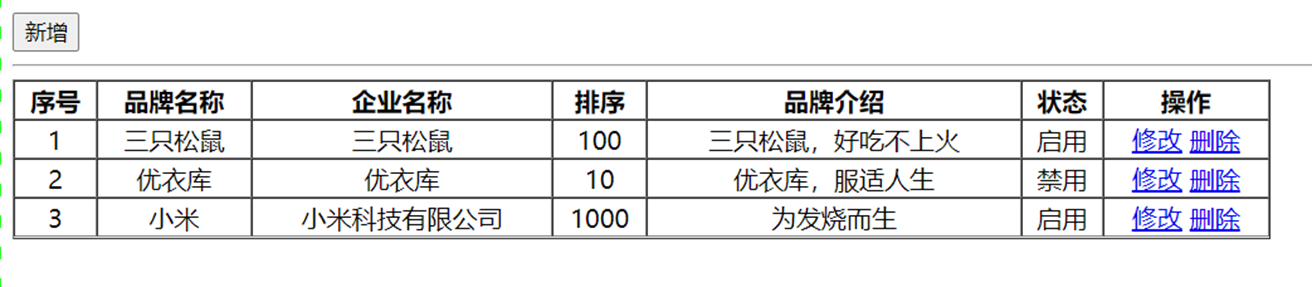 新增
序号 品牌名称 企业名称 排序 品牌介绍 状态 操作
1 三只松鼠 三只松鼠 100 三只松鼠，好吃不上火 启用 修改 删除
2 优衣库 优衣库 10 优衣库，服适人生 禁用 修改 删除
3 小米 小米科技有限公司 1000 为发烧而生 启用 修改 删除